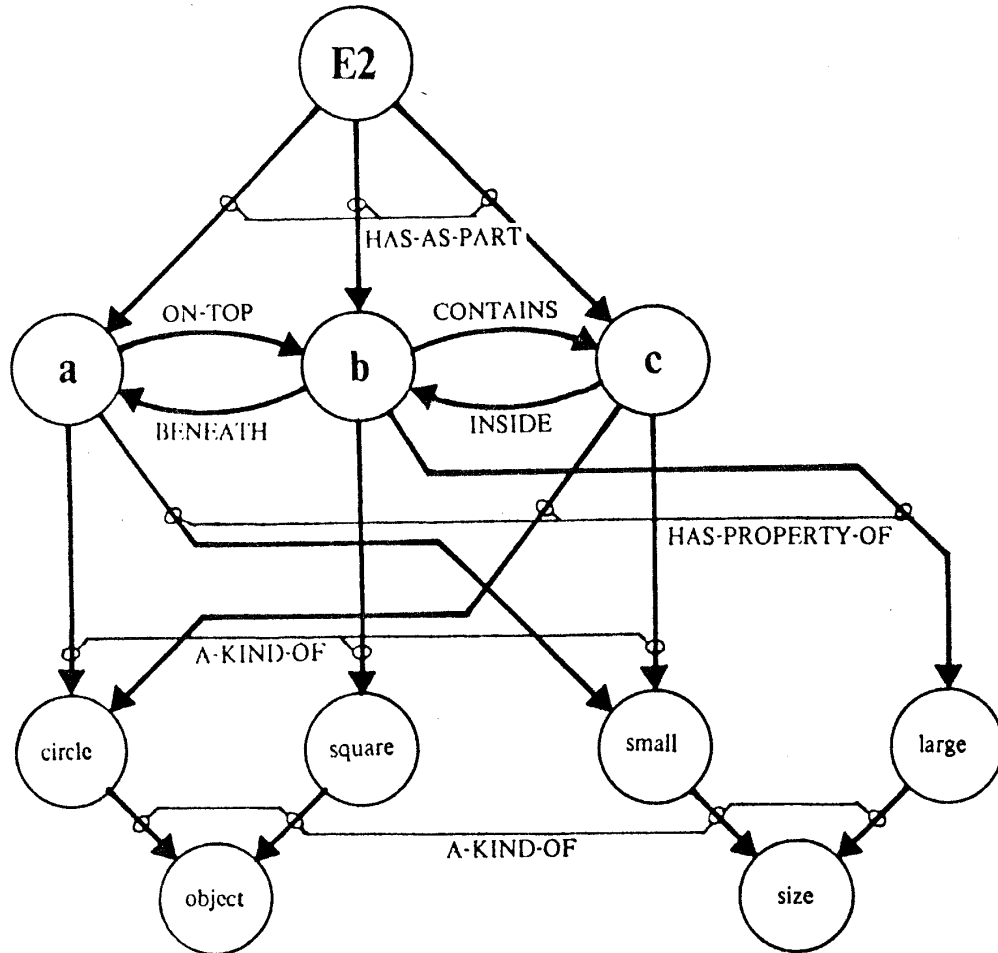 E2
HAS-AS-PART
ON-TOP
CONTAINS
a
b
c
BENEATH
INSIDE
HAS-PROPERTY-OF
A-KIND-OF
circle
square
small
large
A-KIND-OF
object
size